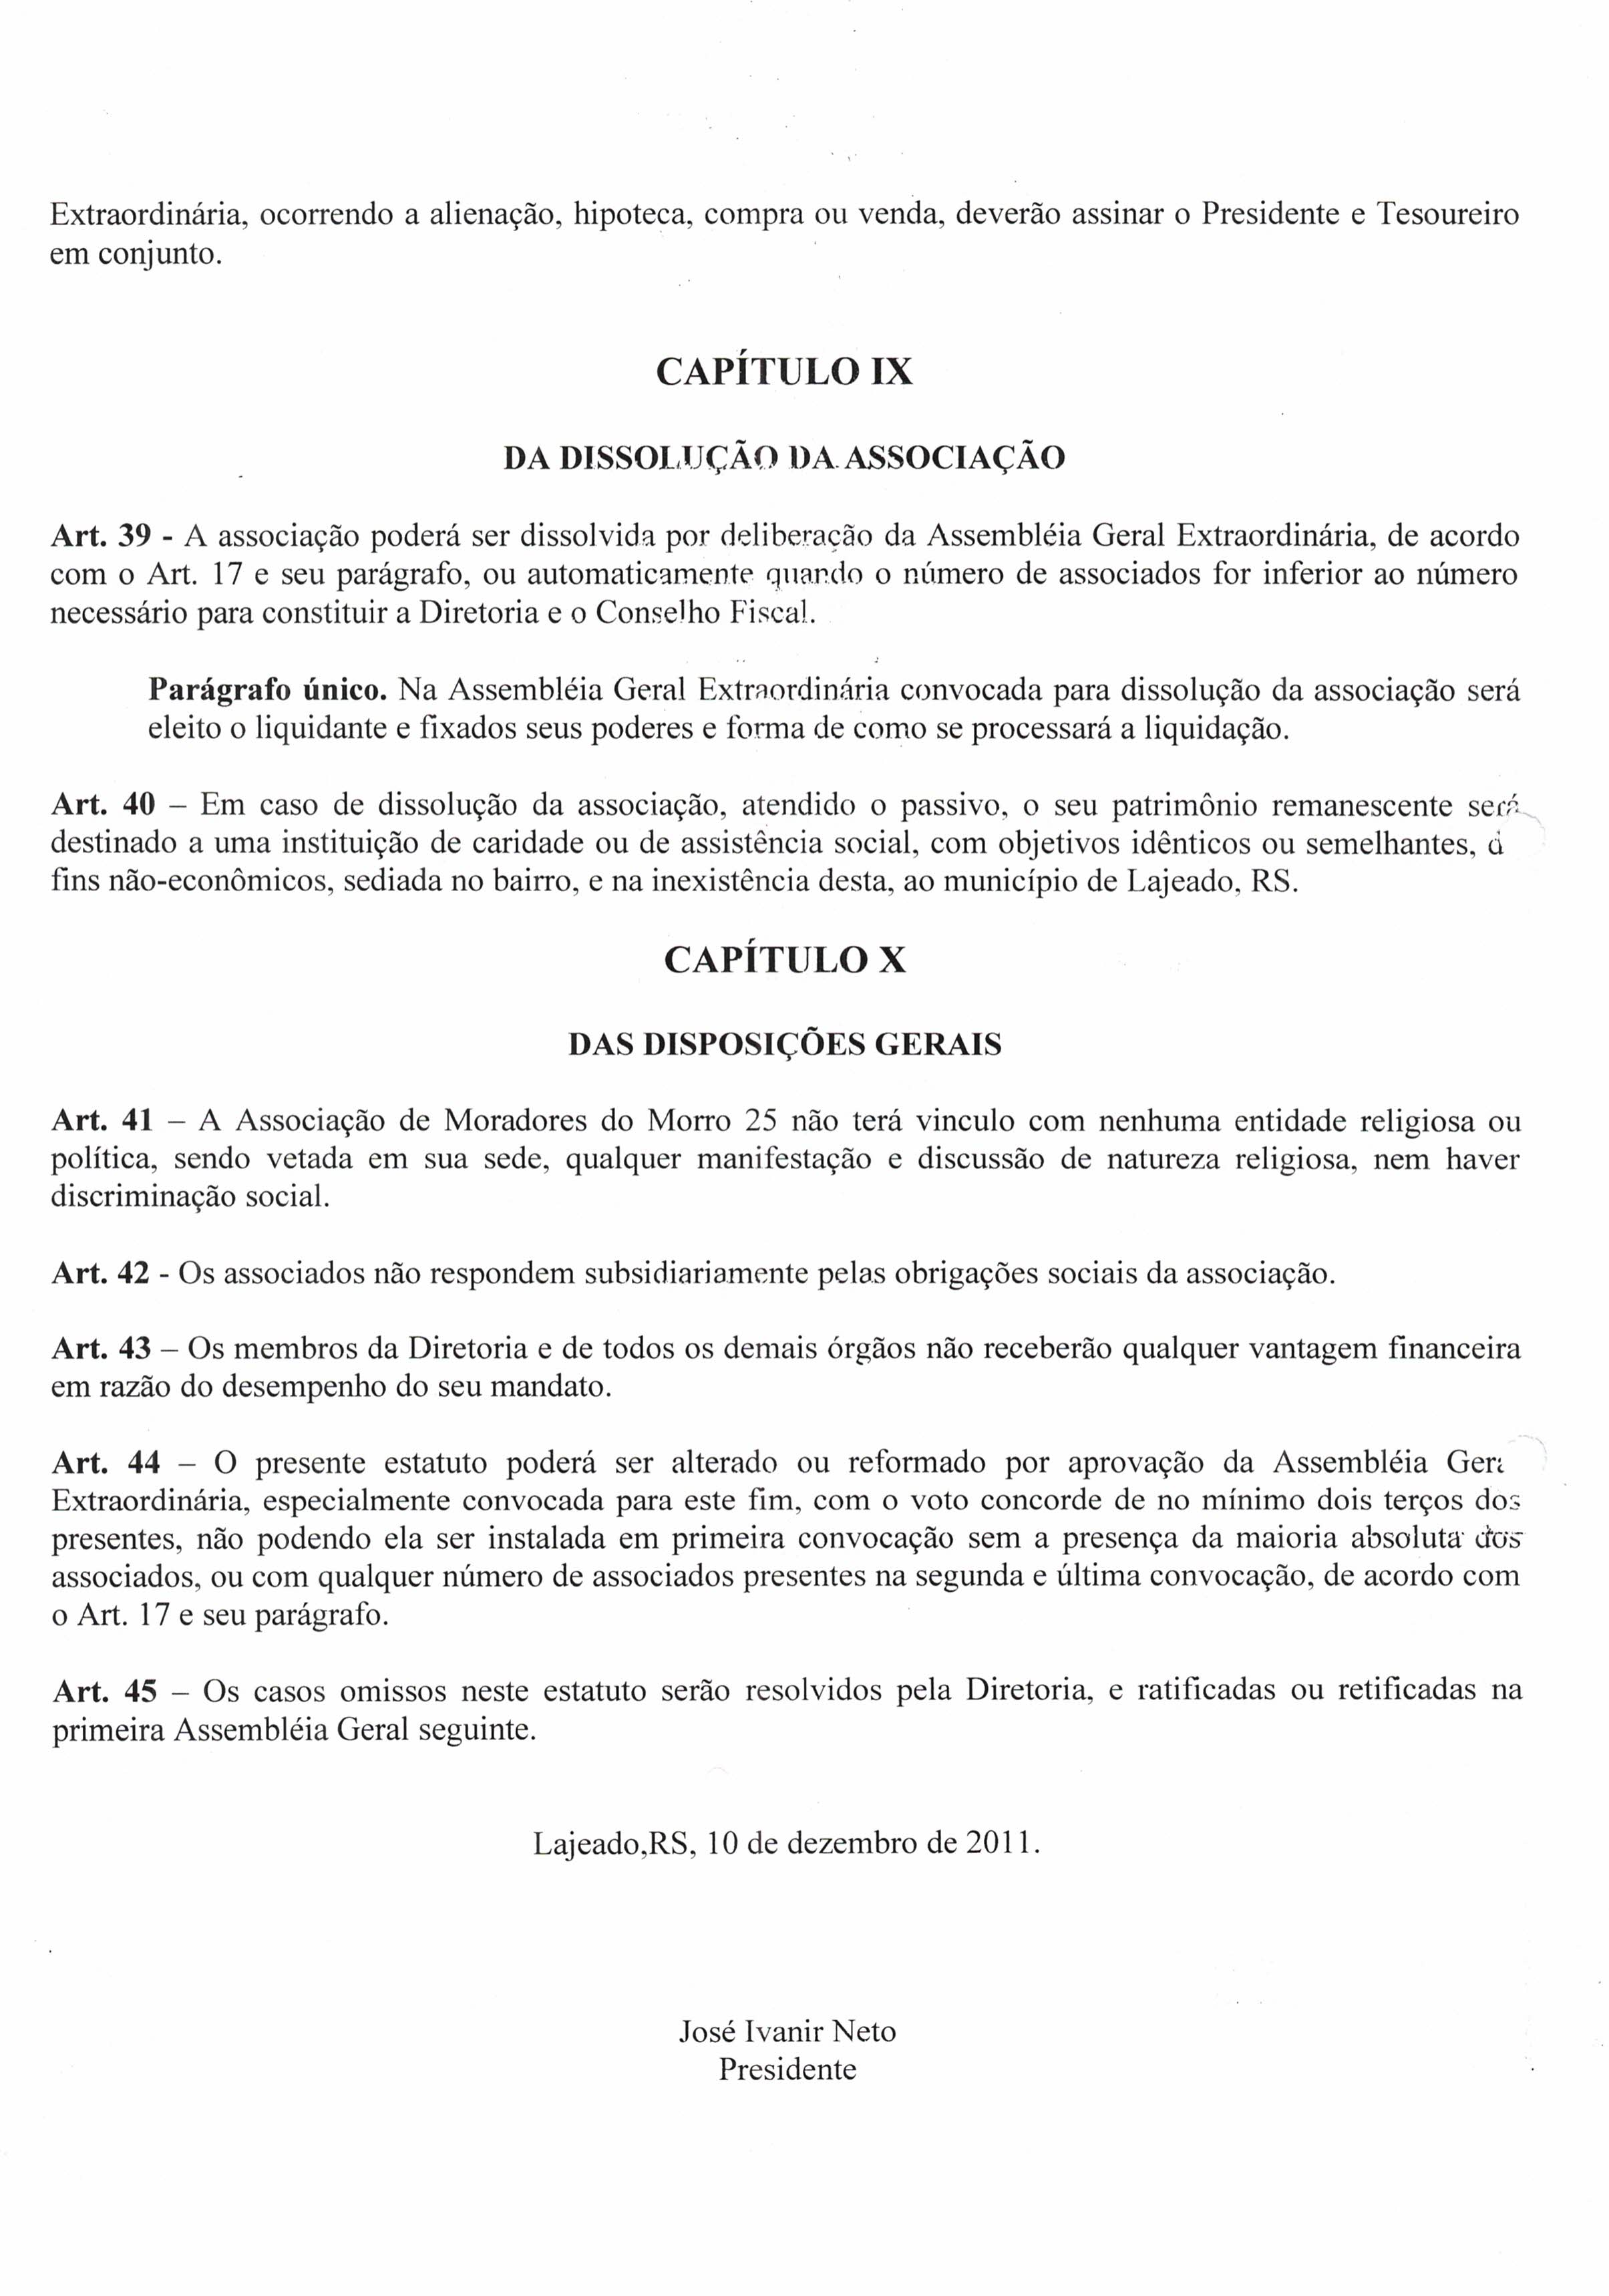 Extraordinária, ocorrendo a alienação, hipoteca, compra ou venda, deverão assinar o Presidente e Tesoureiro
em conjunto.
CAPÍTULO IX
DA DISSOLUÇÃO DA ASSOCIAÇÃO
Art. 39 - A associação poderá ser dissolvida por deliberação da Assembléia Geral Extraordinária, de acordo
com o Art. 17 e seu parágrafo, ou automaticamente quando o número de associados for inferior ao número
necessário para constituir a Diretoria e o Conselho Fiscal.
Parágrafo único. Na Assembléia Geral Extraordinária convocada para dissolução da associação será
eleito o liquidante e fixados seus poderes e forma de como se processará a liquidação.
Art. 40 – Em caso de dissolução da associação, atendido o passivo, o seu patrimônio remanescente será
destinado a uma instituição de caridade ou de assistência social, com objetivos idênticos ou semelhantes,
fins não-econômicos, sediada no bairro, e na inexistência desta, ao município de Lajeado, RS.
CAPÍTULO X
DAS DISPOSIÇÕES GERAIS
Art. 41 – A Associação de Moradores do Morro 25 não terá vinculo com nenhuma entidade religiosa ou
política, sendo vetada em sua sede, qualquer manifestação e discussão de natureza religiosa, nem haver
discriminação social.
Art. 42 - Os associados não respondem subsidiariamente pelas obrigações sociais da associação.
Art. 43 – Os membros da Diretoria e de todos os demais órgãos não receberão qualquer vantagem financeira
em razão do desempenho do seu mandato.
Art. 44 – O presente estatuto poderá ser alterado ou reformado por aprovação da Assembléia Gera
Extraordinária, especialmente convocada para este fim, com o voto concorde de no mínimo dois terços dos
presentes, não podendo ela ser instalada em primeira convocação sem a presença da maioria absoluta dos
associados, ou com qualquer número de associados presentes na segunda e última convocação, de acordo com
o Art. 17 e seu parágrafo.
Art. 45 – Os casos omissos neste estatuto serão resolvidos pela Diretoria, e ratificadas ou retificadas na
primeira Assembléia Geral seguinte.
Lajeado,RS, 10 de dezembro de 2011.
José Ivanir Neto
Presidente